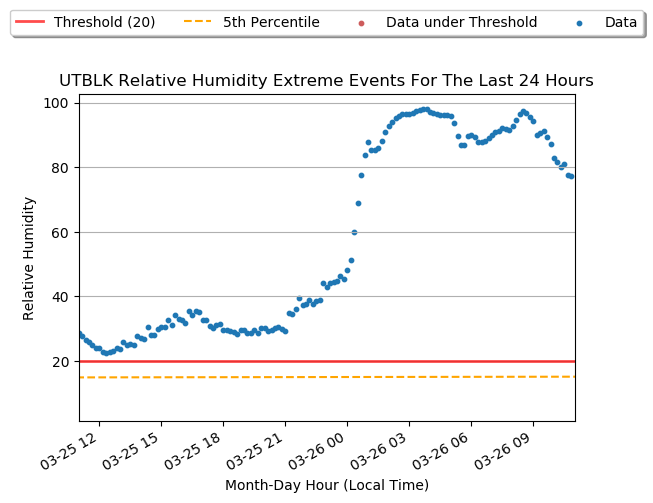 Threshold (20) 5th Percentile Data under Threshold Data
UTBLK Relative Humidity Extreme Events For The Last 24 Hours
100
80
60
40
20
Relative Humidity
03-25 12 03-25 15 03-25 18 03-25 21 03-26 00 03-26 03 03-26 06 03-26 09
Month-Day Hour (Local Time)